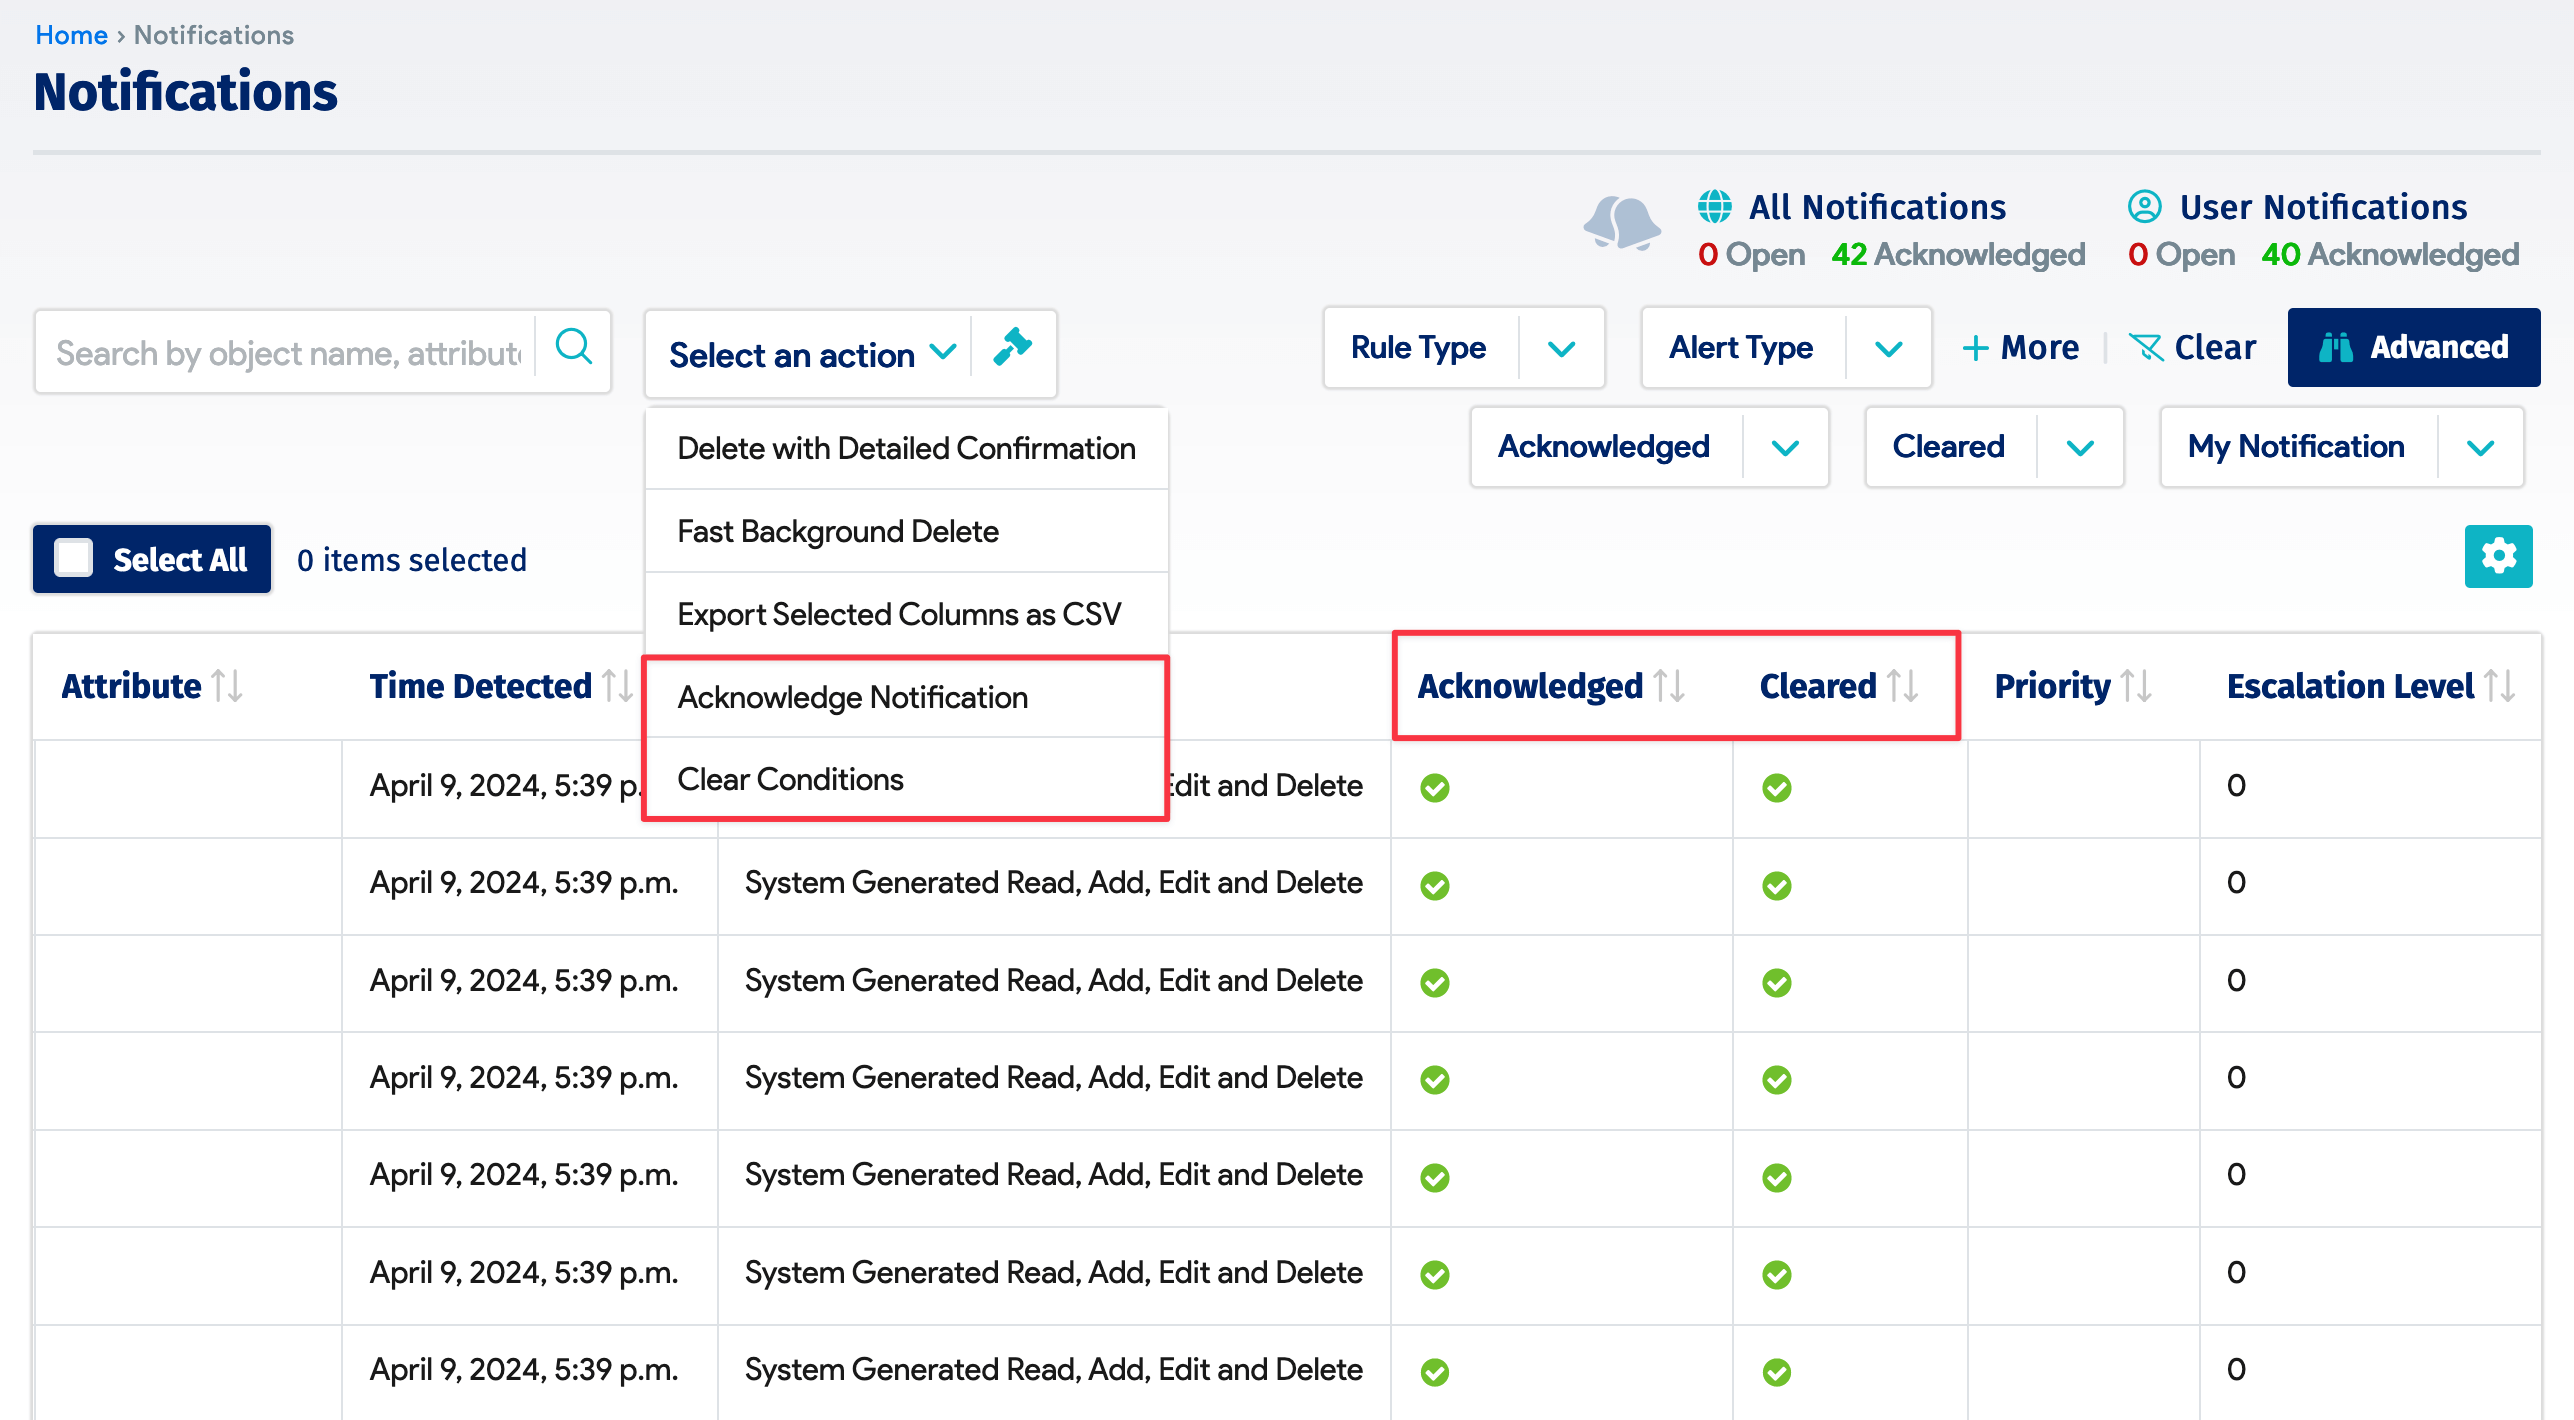 Home › Notifications
Notifications
All Notifications
0 Open 42 Acknowledged
User Notifications
0 Open 40 Acknowledged
Search by object name, attribut
Select an action
Rule Type
Alert Type
+ More
Clear
Advanced
Delete with Detailed Confirmation
Fast Background Delete
Export Selected Columns as CSV
Acknowledge Notification
Clear Conditions
Acknowledged
Cleared
My Notification
Select All
0 items selected
Attribute Time Detected Acknowledged Cleared Priority Escalation Level
April 9, 2024, 5:39 p. Edit and Delete 0
April 9, 2024, 5:39 p.m. System Generated Read, Add, Edit and Delete 0
April 9, 2024, 5:39 p.m. System Generated Read, Add, Edit and Delete 0
April 9, 2024, 5:39 p.m. System Generated Read, Add, Edit and Delete 0
April 9, 2024, 5:39 p.m. System Generated Read, Add, Edit and Delete 0
April 9, 2024, 5:39 p.m. System Generated Read, Add, Edit and Delete 0
April 9, 2024, 5:39 p.m. System Generated Read, Add, Edit and Delete 0